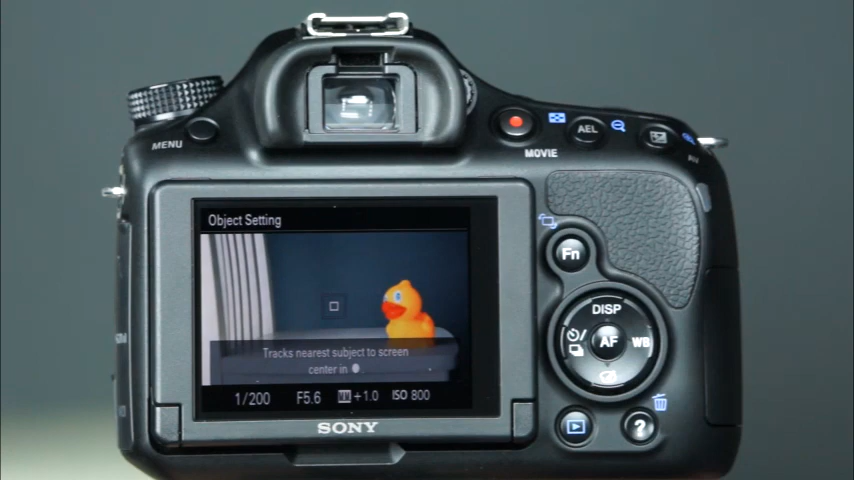 MENU
MOVIE
AEL
AV
Object Setting
Fn
DISP
AF
WB
Tracks nearest subject to screen
center in
1/200 F5.6 +1.0 ISO 800
SONY
?